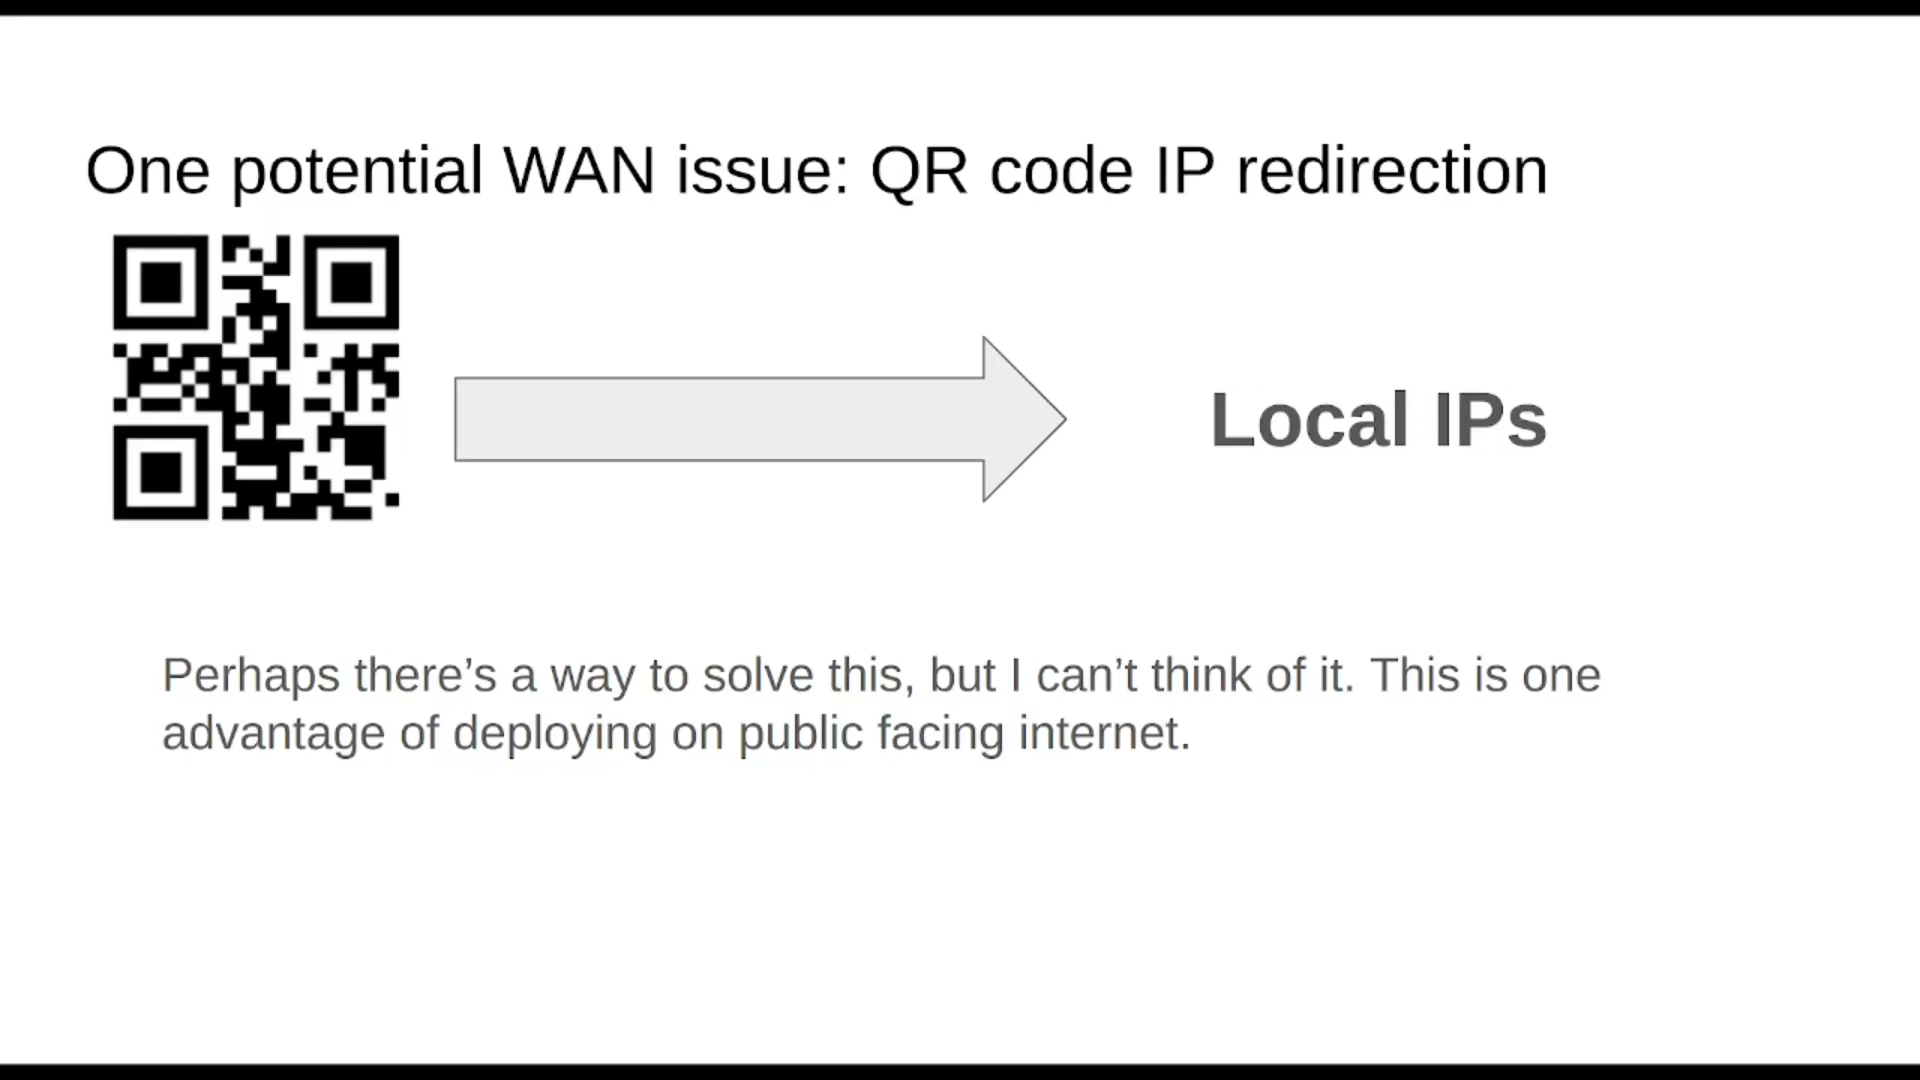 One potential WAN issue: QR code IP redirection
Local IPs
Perhaps there’s a way to solve this, but I can’t think of it. This is one
advantage of deploying on public facing internet.